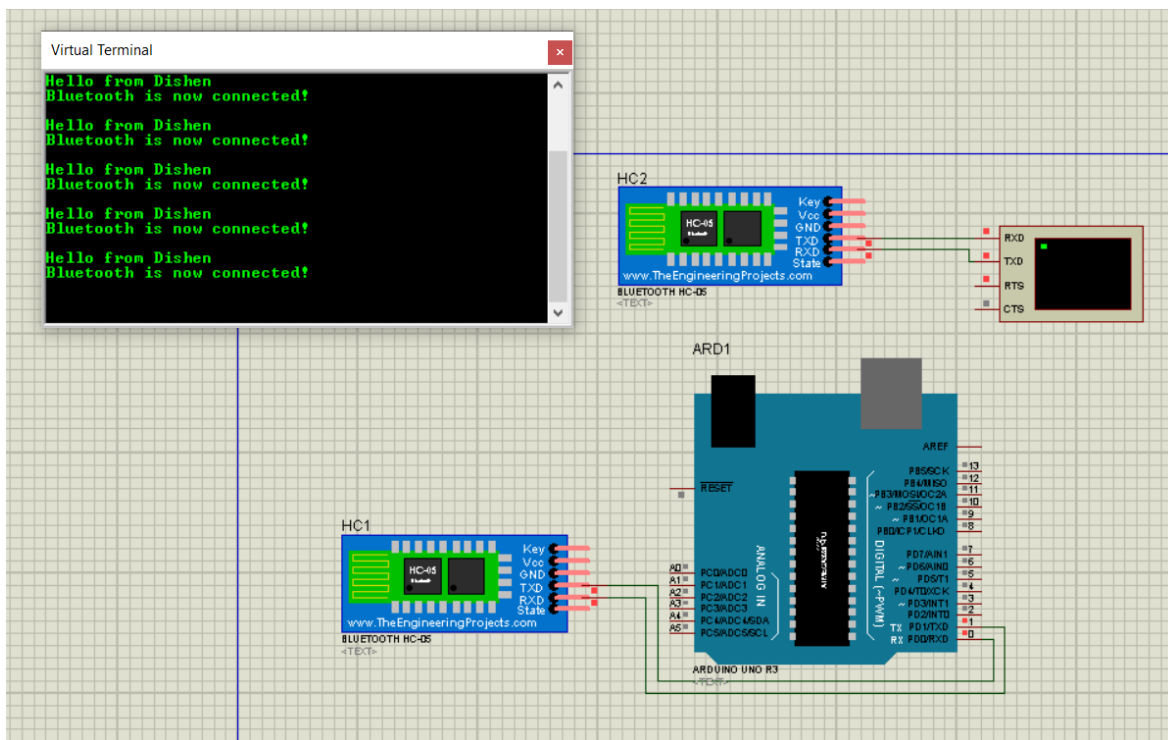 Virtual Terminal
Hello from Dishen
Bluetooth is now connected!
Hello from Dishen
Bluetooth is now connected!
Hello from Dishen
Bluetooth is now connected!
Hello from Dishen
Bluetooth is now connected!
Hello from Dishen
Bluetooth is now connected!
HC2
HC-05
Key
Vcc
GND
TXD
RXD
State
www.TheEngineeringProjects.com
BLUETOOTH HC-05
<TEXT>
RXD
TXD
RTS
CTS
ARD1
AREF
RESET
PB5/SCK 13
PB4/MISO 12
~PB3/MOSI/OC2A 11
~ PB2/SS/OC1B 10
~ PB1/OC1A 9
PB0/ICP1/CLKO 8
PD7/AIN1 7
~ PD6/AIN0 6
~ PD5/T1 5
PD4/T0/XCK 4
~ PD3/INT1 3
PD2/INT0 2
TX PD1/TXD 1
RX PD0/RXD 0
DIGITAL (~PWM)
ANALOG IN
A0 PC0/ADC0
A1 PC1/ADC1
A2 PC2/ADC2
A3 PC3/ADC3
A4 PC4/ADC4/SDA
A5 PC5/ADC5/SCL
ARDUINO UNO R3
<TEXT>
HC1
HC-05
Key
Vcc
GND
TXD
RXD
State
www.TheEngineeringProjects.com
BLUETOOTH HC-05
<TEXT>